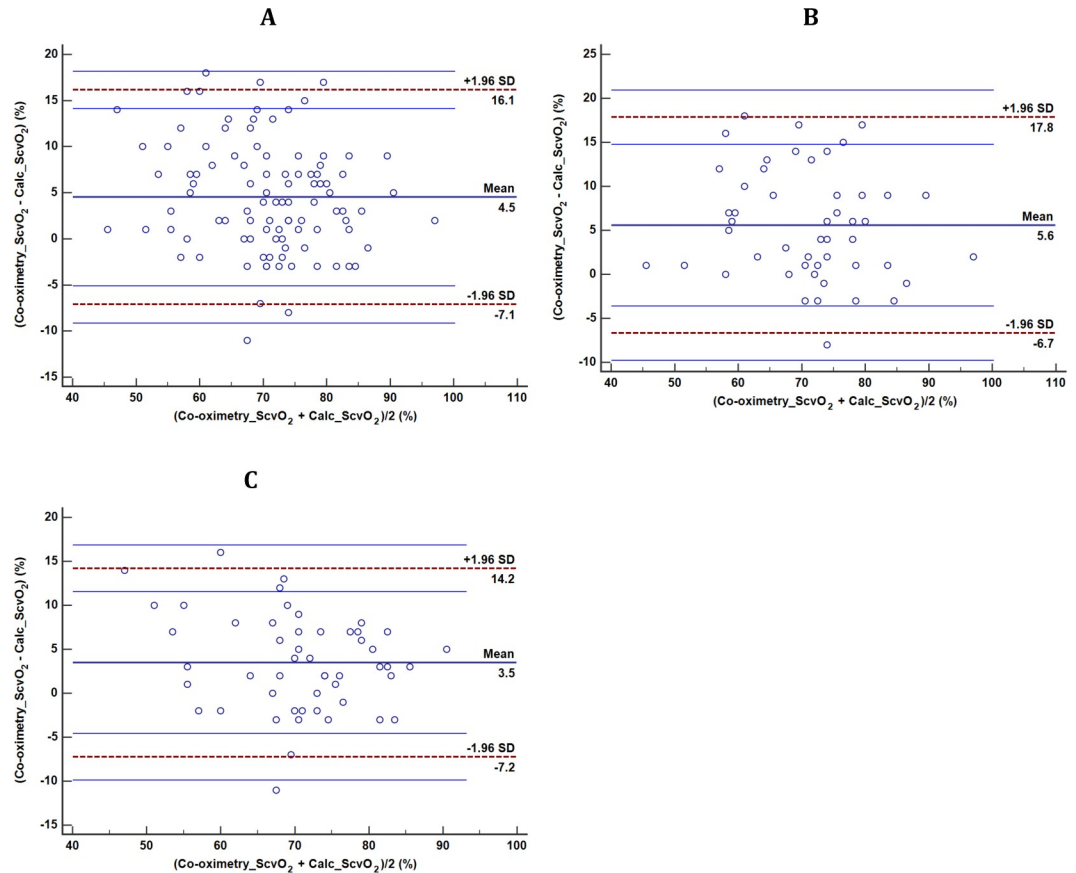 A
(Co-oximetry_ScvO2 - Calc_ScvO2) (%)
20
15
10
5
0
-5
-10
-15
+1.96 SD
16.1
Mean
4.5
-1.96 SD
-7.1
40 50 60 70 80 90 100 110
(Co-oximetry_ScvO2 + Calc_ScvO2)/2 (%)
B
(Co-oximetry_ScvO2 - Calc_ScvO2) (%)
25
20
15
10
5
0
-5
-10
+1.96 SD
17.8
Mean
5.6
-1.96 SD
-6.7
40 50 60 70 80 90 100 110
(Co-oximetry_ScvO2 + Calc_ScvO2)/2 (%)
C
(Co-oximetry_ScvO2 - Calc_ScvO2) (%)
20
15
10
5
0
-5
-10
-15
+1.96 SD
14.2
Mean
3.5
-1.96 SD
-7.2
40 50 60 70 80 90 100
(Co-oximetry_ScvO2 + Calc_ScvO2)/2 (%)